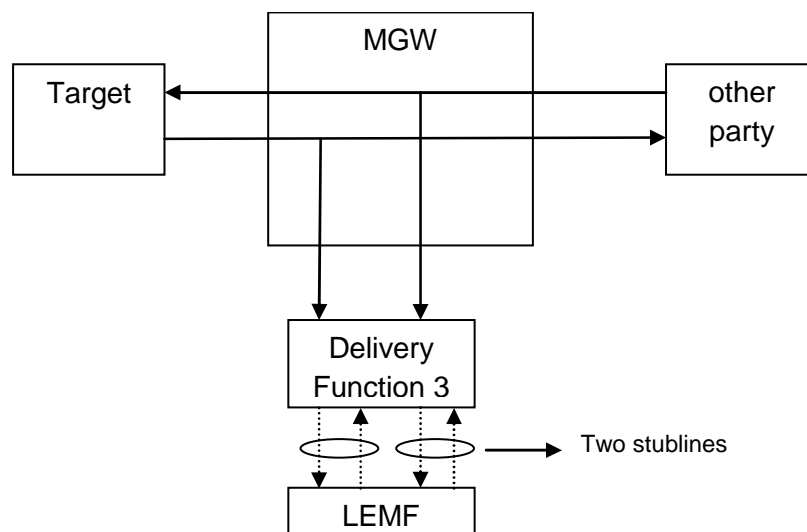 MGW
Target
other
party
Delivery
Function 3
Two stublines
LEMF